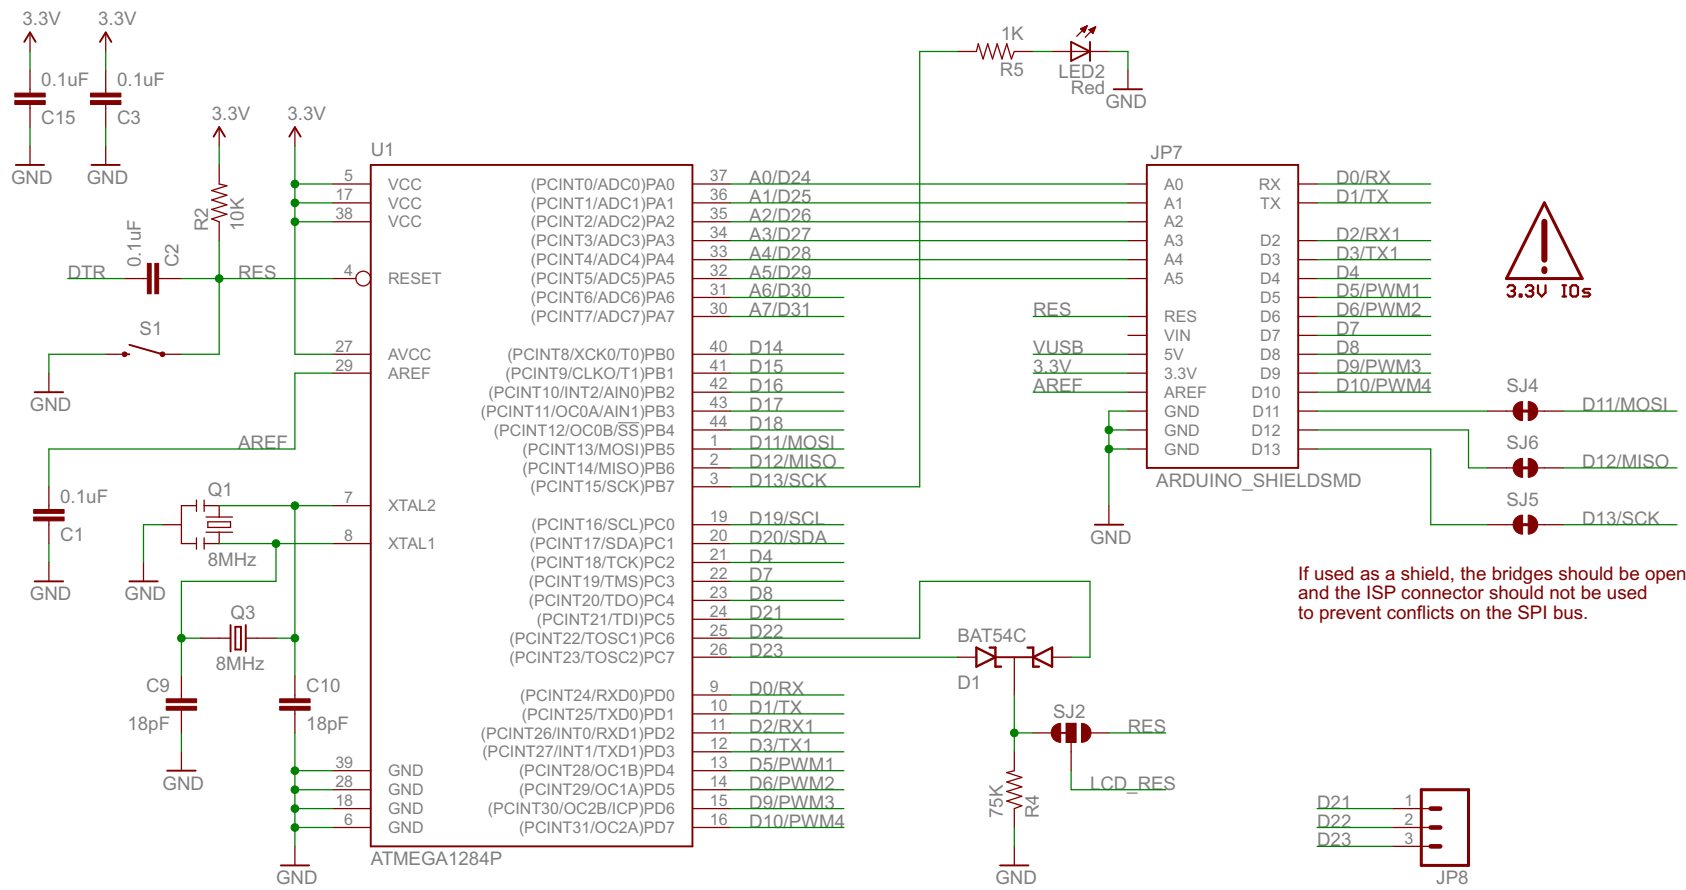 3.3V
3.3V
0.1uF
C15
0.1uF
C3
GND
GND
3.3V
3.3V
R2
10K
0.1uF
C2
DTR
RES
S1
GND
AREF
0.1uF
C1
GND
Q1
8MHz
GND
Q3
8MHz
C9
18pF
C10
18pF
GND
GND
U1
5 VCC
17 VCC
38 VCC
4 RESET
27 AVCC
29 AREF
7 XTAL2
8 XTAL1
39 GND
28 GND
18 GND
6 GND
(PCINT0/ADC0)PA0 37 A0/D24
(PCINT1/ADC1)PA1 36 A1/D25
(PCINT2/ADC2)PA2 35 A2/D26
(PCINT3/ADC3)PA3 34 A3/D27
(PCINT4/ADC4)PA4 33 A4/D28
(PCINT5/ADC5)PA5 32 A5/D29
(PCINT6/ADC6)PA6 31 A6/D30
(PCINT7/ADC7)PA7 30 A7/D31
(PCINT8/XCK0/T0)PB0 40 D14
(PCINT9/CLKO/T1)PB1 41 D15
(PCINT10/INT2/AIN0)PB2 42 D16
(PCINT11/OC0A/AIN1)PB3 43 D17
(PCINT12/OC0B/SS)PB4 44 D18
(PCINT13/MOSI)PB5 1 D11/MOSI
(PCINT14/MISO)PB6 2 D12/MISO
(PCINT15/SCK)PB7 3 D13/SCK
(PCINT16/SCL)PC0 19 D19/SCL
(PCINT17/SDA)PC1 20 D20/SDA
(PCINT18/TCK)PC2 21 D4
(PCINT19/TMS)PC3 22 D7
(PCINT20/TDO)PC4 23 D8
(PCINT21/TDI)PC5 24 D21
(PCINT22/TOSC1)PC6 25 D22
(PCINT23/TOSC2)PC7 26 D23
(PCINT24/RXD0)PD0 9 D0/RX
(PCINT25/TXD0)PD1 10 D1/TX
(PCINT26/INT0/RXD1)PD2 11 D2/RX1
(PCINT27/INT1/TXD1)PD3 12 D3/TX1
(PCINT28/OC1B)PD4 13 D5/PWM1
(PCINT29/OC1A)PD5 14 D6/PWM2
(PCINT30/OC2B/ICP)PD6 15 D9/PWM3
(PCINT31/OC2A)PD7 16 D10/PWM4
ATMEGA1284P
1K
R5
LED2
Red
GND
JP7
A0 RX D0/RX
A1 TX D1/TX
A2
A3 D2 D2/RX1
A4 D3 D3/TX1
A5 D4 D4
D5 D5/PWM1
RES RES D6 D6/PWM2
VIN D7 D7
VUSB 5V D8 D8
3.3V 3.3V D9 D9/PWM3
AREF AREF D10 D10/PWM4
GND D11
GND D12
GND D13
ARDUINO_SHIELDSMD
GND
SJ4
D11/MOSI
SJ6
D12/MISO
SJ5
D13/SCK
3.3V IOs
If used as a shield, the bridges should be open
and the ISP connector should not be used
to prevent conflicts on the SPI bus.
BAT54C
D1
SJ2
RES
LCD_RES
75K
R4
GND
D21 1
D22 2
D23 3
JP8